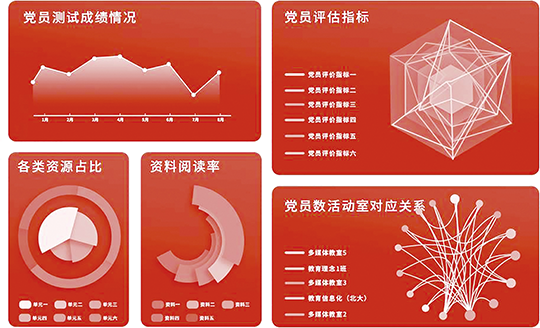 党员测试成绩情况
1月 2月 3月 4月 5月 6月 7月 8月
党员评估指标
党员评价指标一
党员评价指标二
党员评价指标三
党员评价指标四
党员评价指标五
党员评价指标六
各类资源占比
单元一 单元二 单元三
单元四 单元五 单元六
资料阅读率
资料一 资料二 资料三
资料四 资料五
党员数活动室对应关系
多媒体教室5
教育理念1班
多媒体教室3
教育信息化（北大）
多媒体教室2